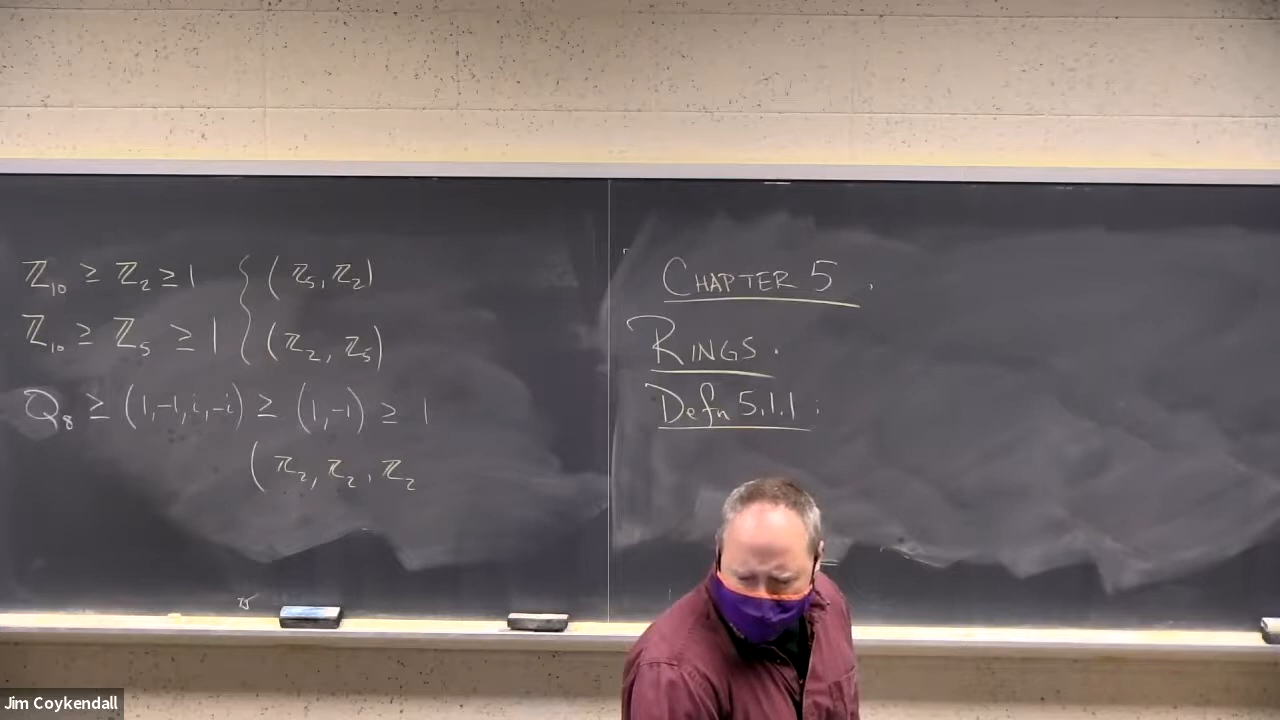 ℤ₁₀ ≥ ℤ₂ ≥ 1 { (ℤ₅, ℤ₂)
ℤ₁₀ ≥ ℤ₅ ≥ 1 (ℤ₂, ℤ₅)
Q₈ ≥ (1,-1,i,-i) ≥ (1,-1) ≥ 1
(ℤ₂, ℤ₂, ℤ₂
CHAPTER 5.
RINGS.
Defn 5.1.1:
Jim Coykendall